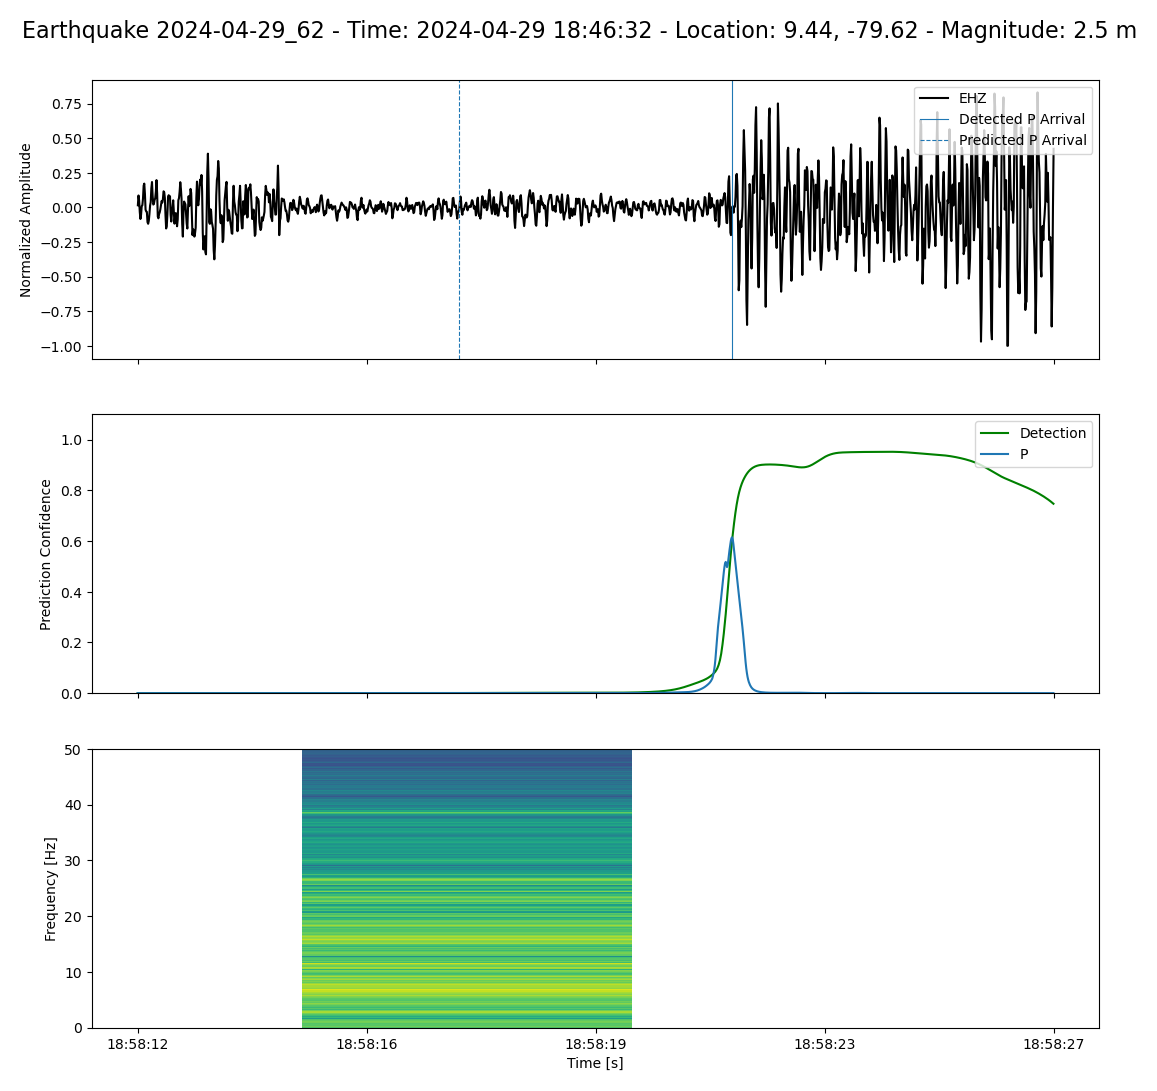 Earthquake 2024-04-29_62 - Time: 2024-04-29 18:46:32 - Location: 9.44, -79.62 - Magnitude: 2.5 m
Normalized Amplitude
0.75
0.50
0.25
0.00
−0.25
−0.50
−0.75
−1.00
EHZ
Detected P Arrival
Predicted P Arrival
Prediction Confidence
1.0
0.8
0.6
0.4
0.2
0.0
Detection
P
Frequency [Hz]
50
40
30
20
10
0
18:58:12
18:58:16
18:58:19
18:58:23
18:58:27
Time [s]